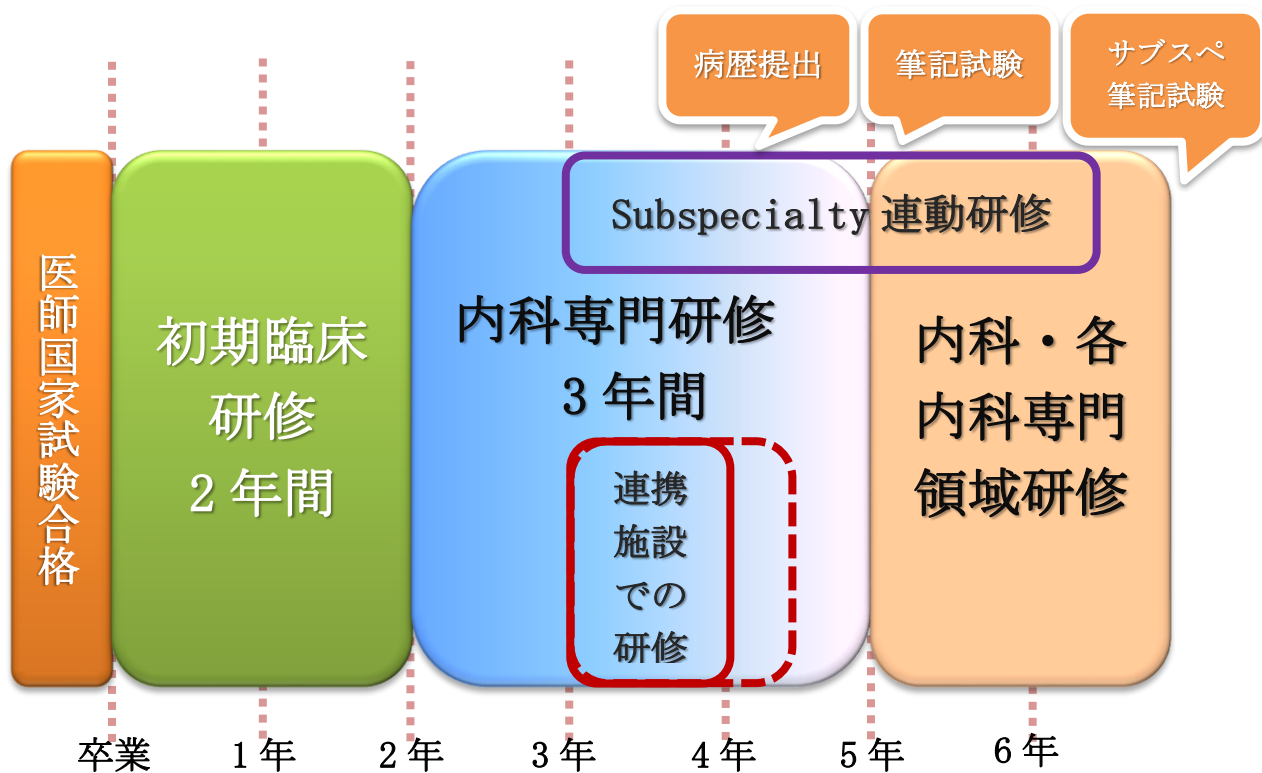 病歴提出
筆記試験
サブスペ
筆記試験
医師国家試験合格
初期臨床
研修
2年間
Subspecialty 連動研修
内科専門研修
3年間
連携
施設
での
研修
内科・各
内科専門
領域研修
卒業
1年
2年
3年
4年
5年
6年